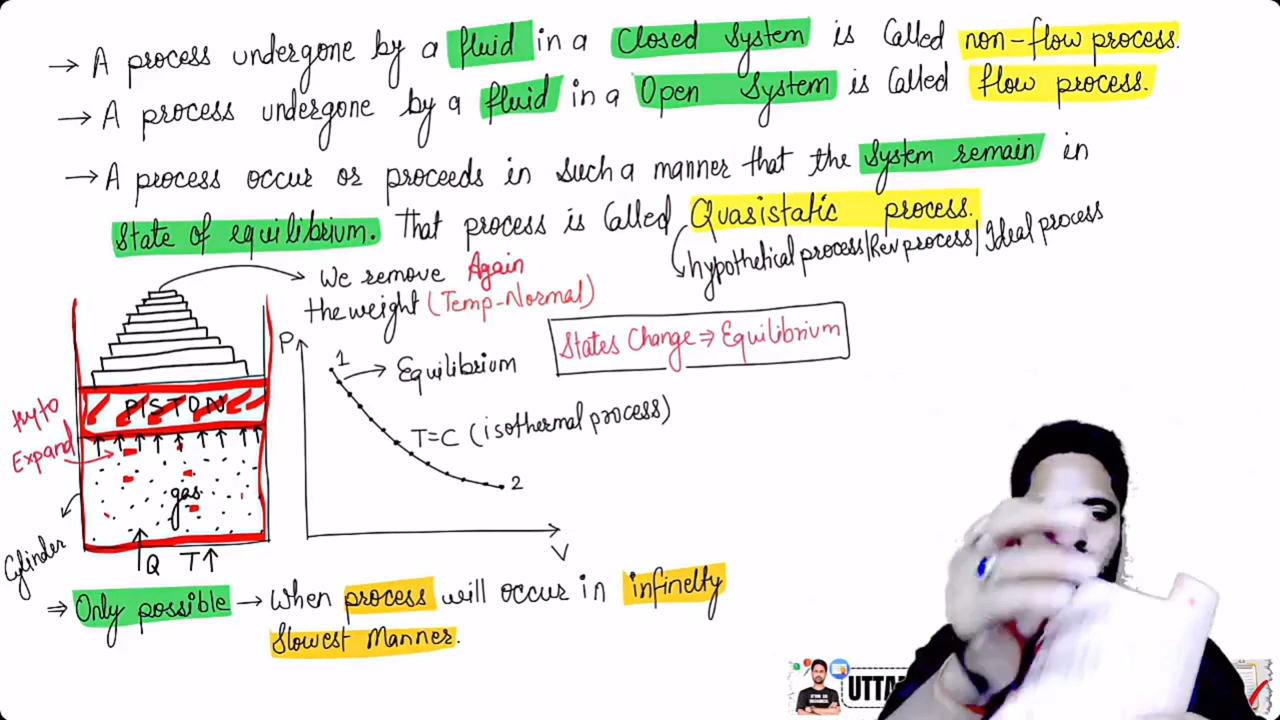 → A process undergone by a fluid in a Closed System is Called non-flow process.
→ A process undergone by a fluid in a Open System is Called flow process.
→ A process occur or proceeds in such a manner that the System remain in
State of equilibrium. That process is Called Quasistatic process.
hypothetical process/Rev process/Ideal process
We remove Again
the weight (Temp-Normal)
States Change ⇒ Equilibrium
P
1
Equilibrium
PISTON
try to
Expand
T=C (isothermal process)
2
gas
Cylinder
Q T↑
V
⇒ Only possible → When process will occur in infinelty
Slowest Manner.
UTTA